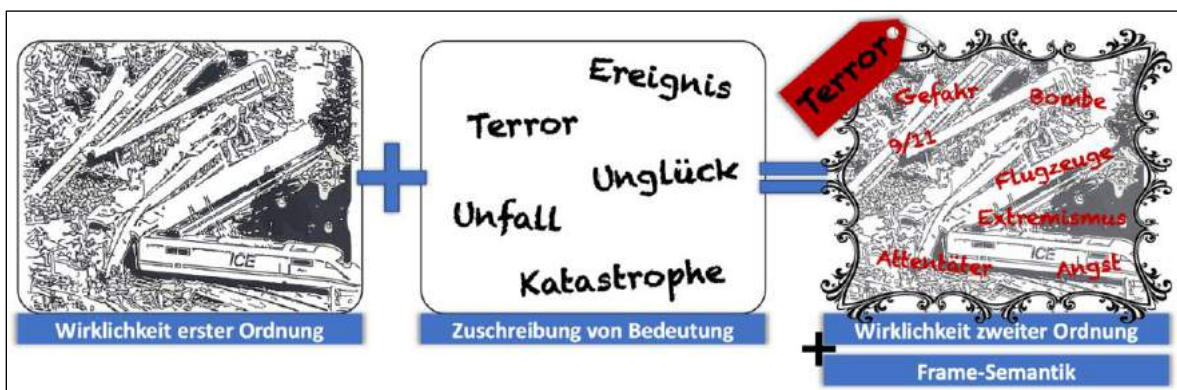 ICE
Wirklichkeit erster Ordnung
+
Ereignis
Terror
Unglück
Unfall
Katastrophe
Zuschreibung von Bedeutung
=
Terror
Gefahr
Bombe
9/11
Flugzeuge
Extremismus
ICE
Attentäter
Angst
Wirklichkeit zweiter Ordnung
+
Frame-Semantik